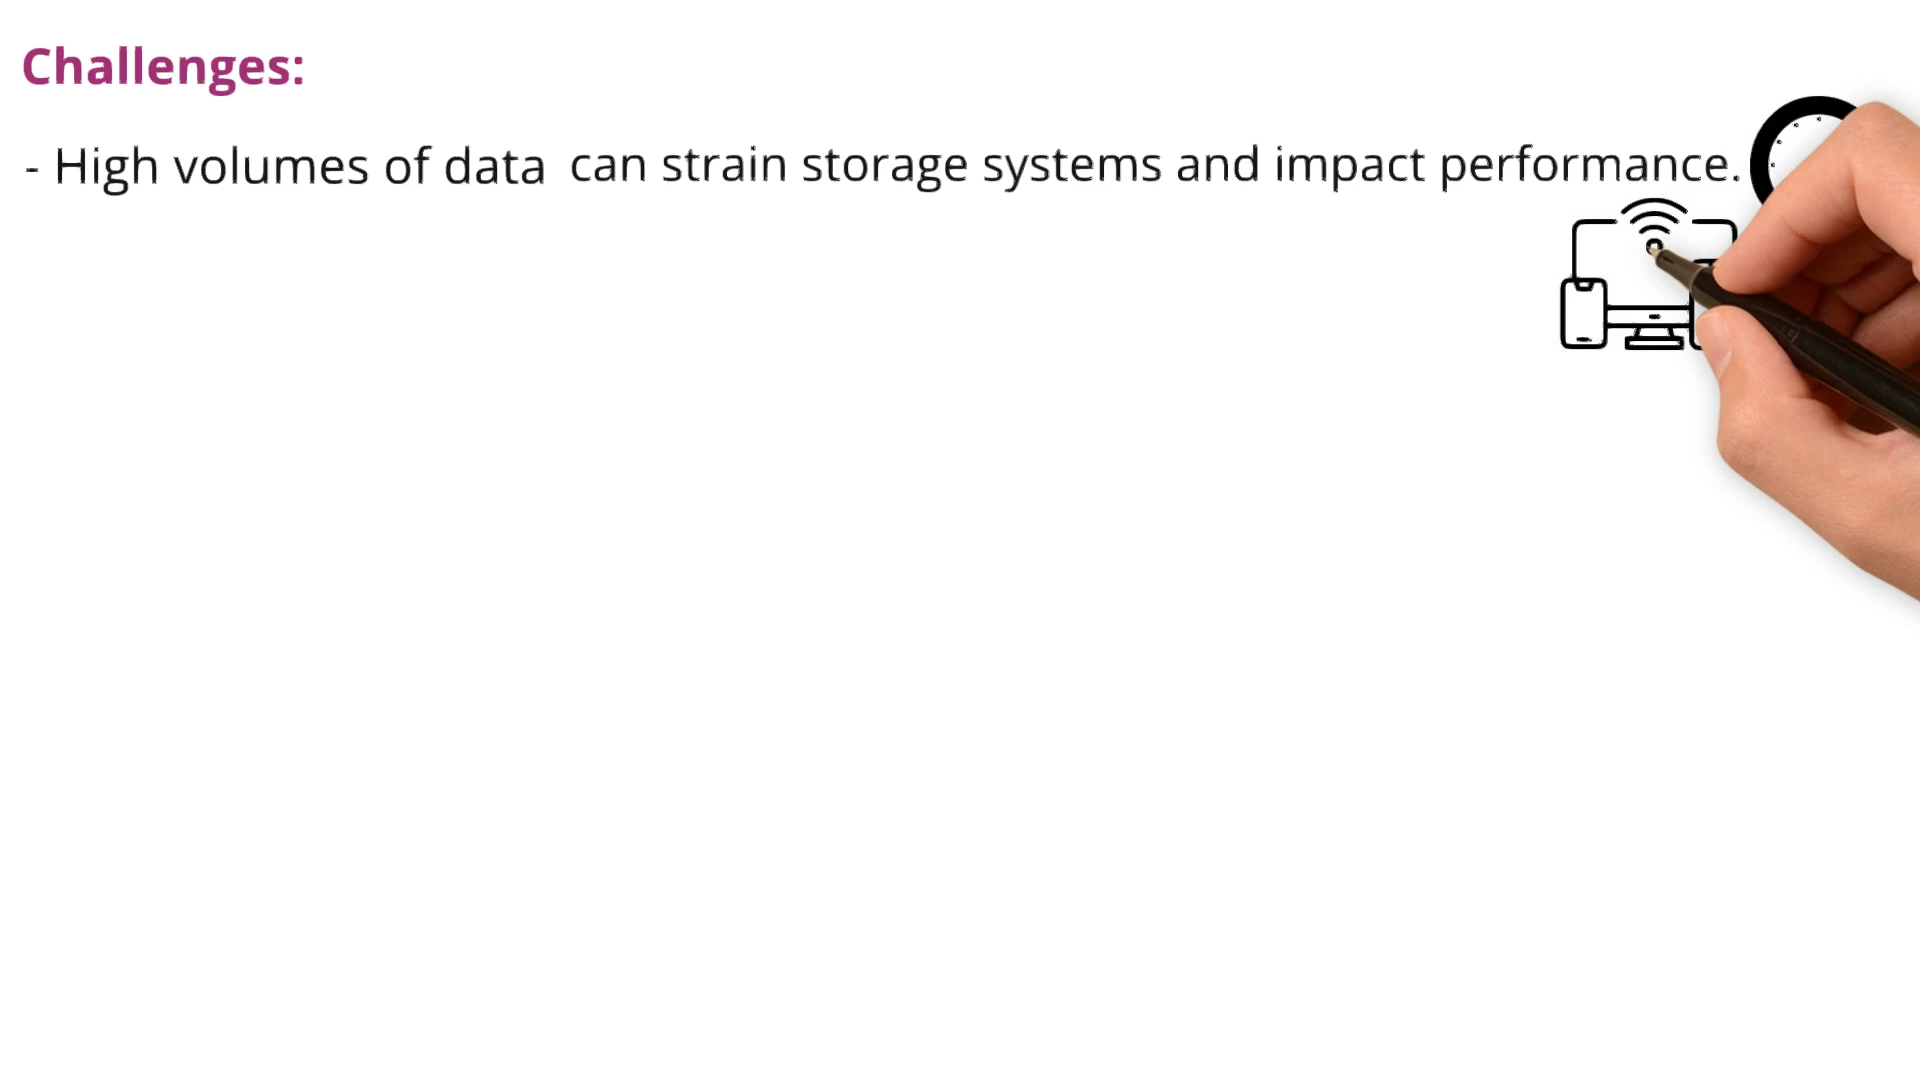 Challenges:
- High volumes of data can strain storage systems and impact performance.